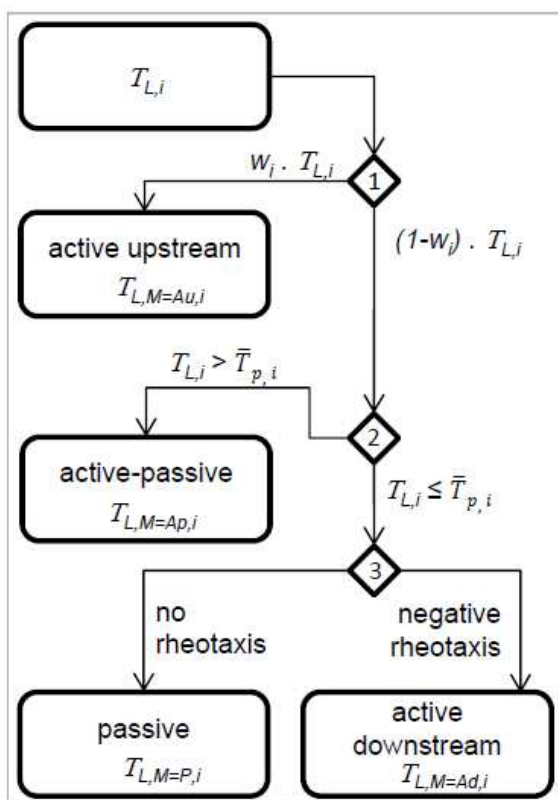 T_{L,i}
w_i . T_{L,i}
1
active upstream
T_{L,M=Au,i}
(1-w_i) . T_{L,i}
T_{L,i} > T̄_{p, i}
2
active-passive
T_{L,M=Ap,i}
T_{L,i} ≤ T̄_{p, i}
3
no
rheotaxis
negative
rheotaxis
passive
T_{L,M=P,i}
active
downstream
T_{L,M=Ad,i}